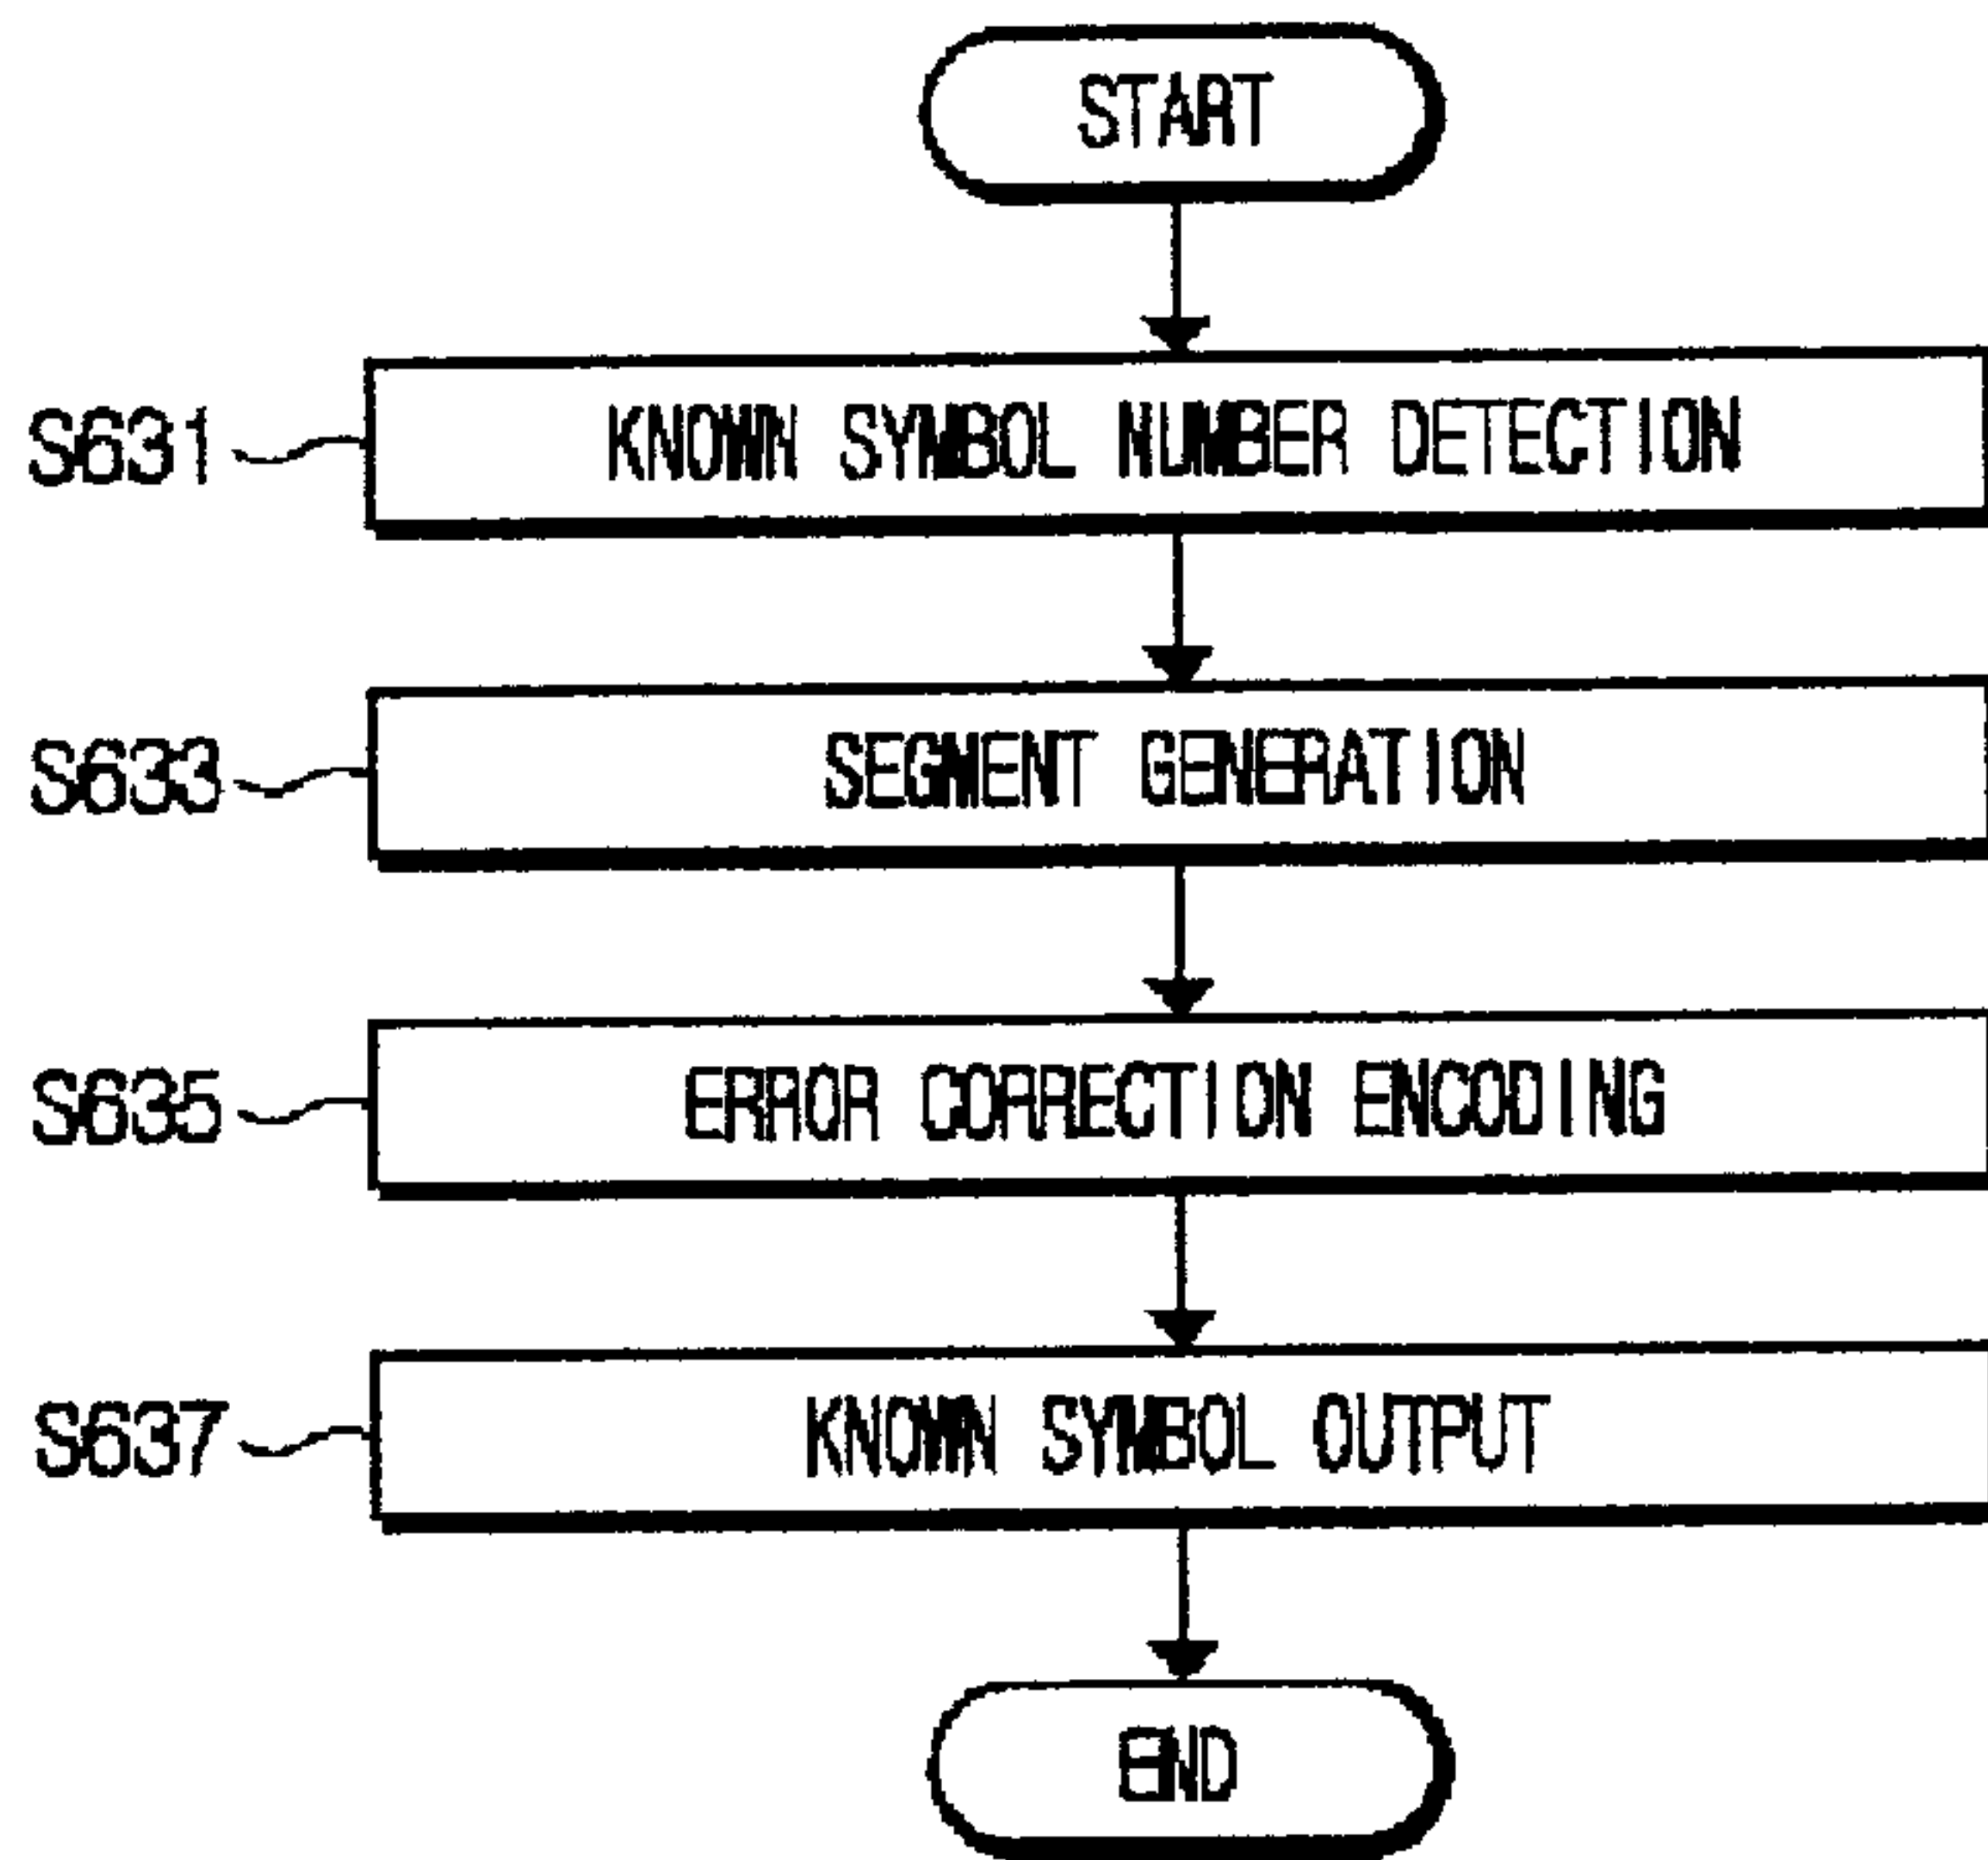 START
S631 KNOWN SYMBOL NUMBER DETECTION
S633 SEGMENT GENERATION
S635 ERROR CORRECTION ENCODING
S637 KNOWN SYMBOL OUTPUT
END